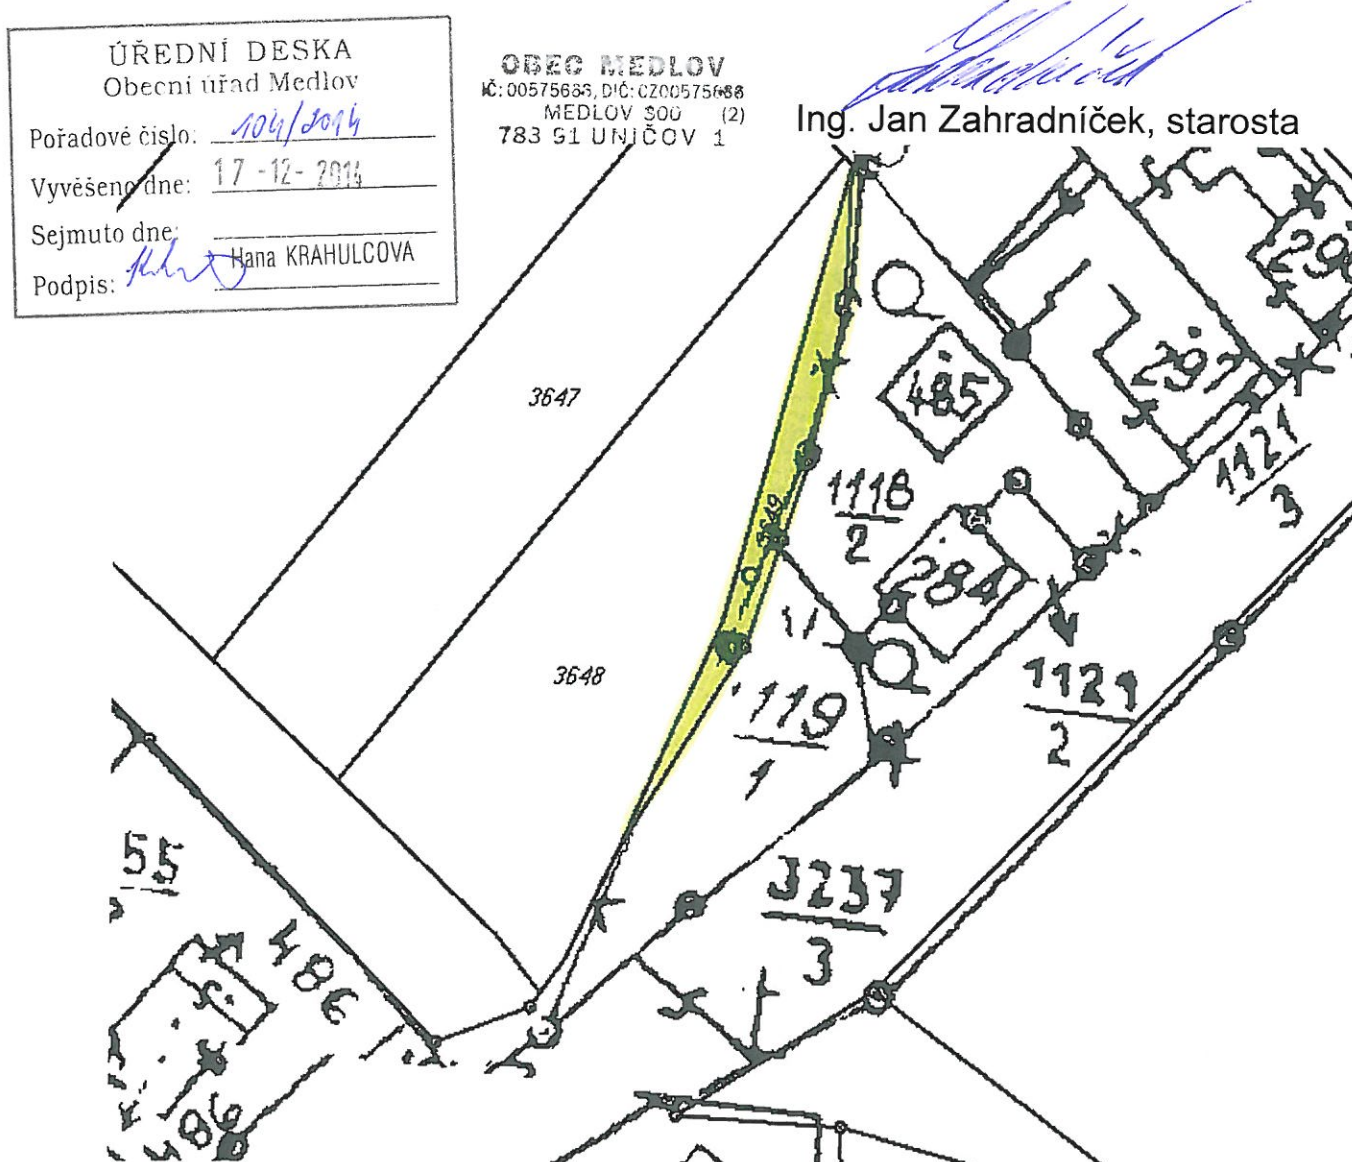 ÚŘEDNÍ DESKA
Obecní úřad Medlov
Pořadové číslo: 104/2014
Vyvěšeno dne: 17 -12- 2014
Sejmuto dne:
Hana KRAHULCOVA
Podpis:
OBEC MEDLOV
IČ: 00575688, DIČ: CZ00575688
MEDLOV 300 (2)
783 91 UNIČOV 1
Ing. Jan Zahradníček, starosta
3647
485
297
1121
3
1118
2
284
3648
1119
1
1121
2
55
3237
3
486